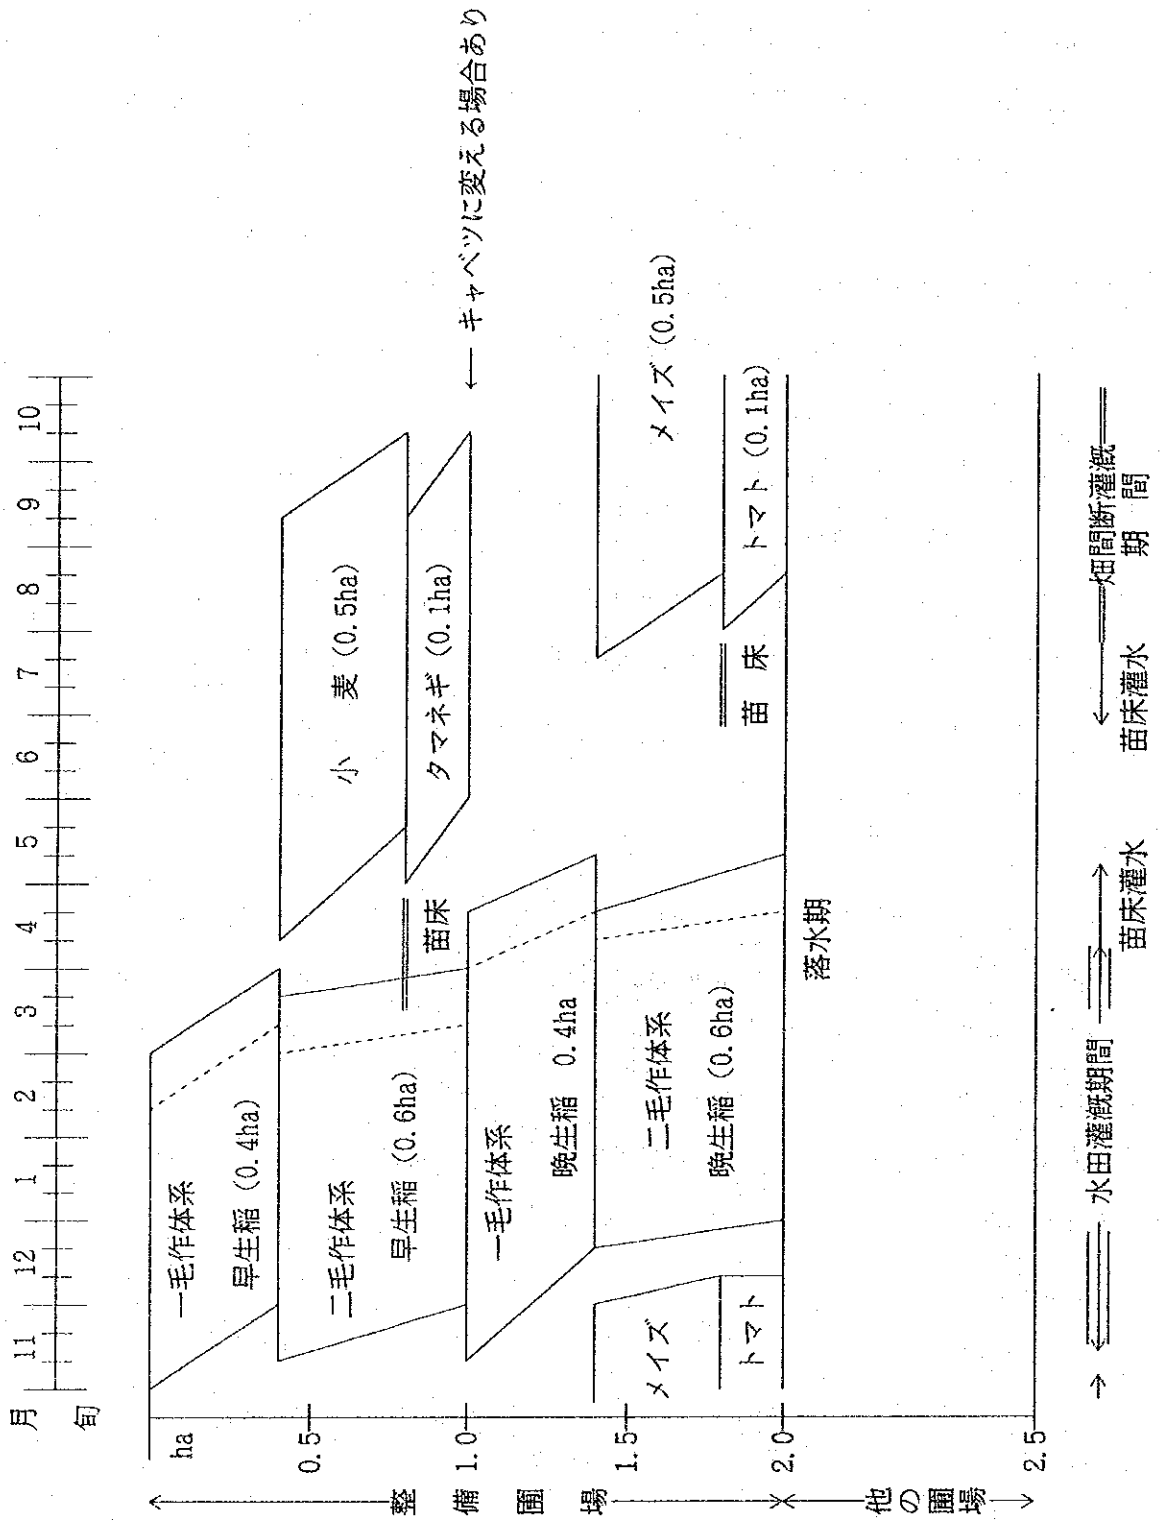 月 11 12 1 2 3 4 5 6 7 8 9 10
旬
ha
0.5
1.0
1.5
2.0
2.5
整備圃場
他の圃場
一毛作体系
早生稲 (0.4ha)
二毛作体系
早生稲 (0.6ha)
苗床
小麦 (0.5ha)
タマネギ (0.1ha)
← キャベツに変える場合あり
一毛作体系
晩生稲 0.4ha
二毛作体系
晩生稲 (0.6ha)
メイズ
トマト
苗床
メイズ (0.5ha)
トマト (0.1ha)
落水期
水田灌漑期間
苗床灌水
苗床灌水
畑間断灌漑
期間